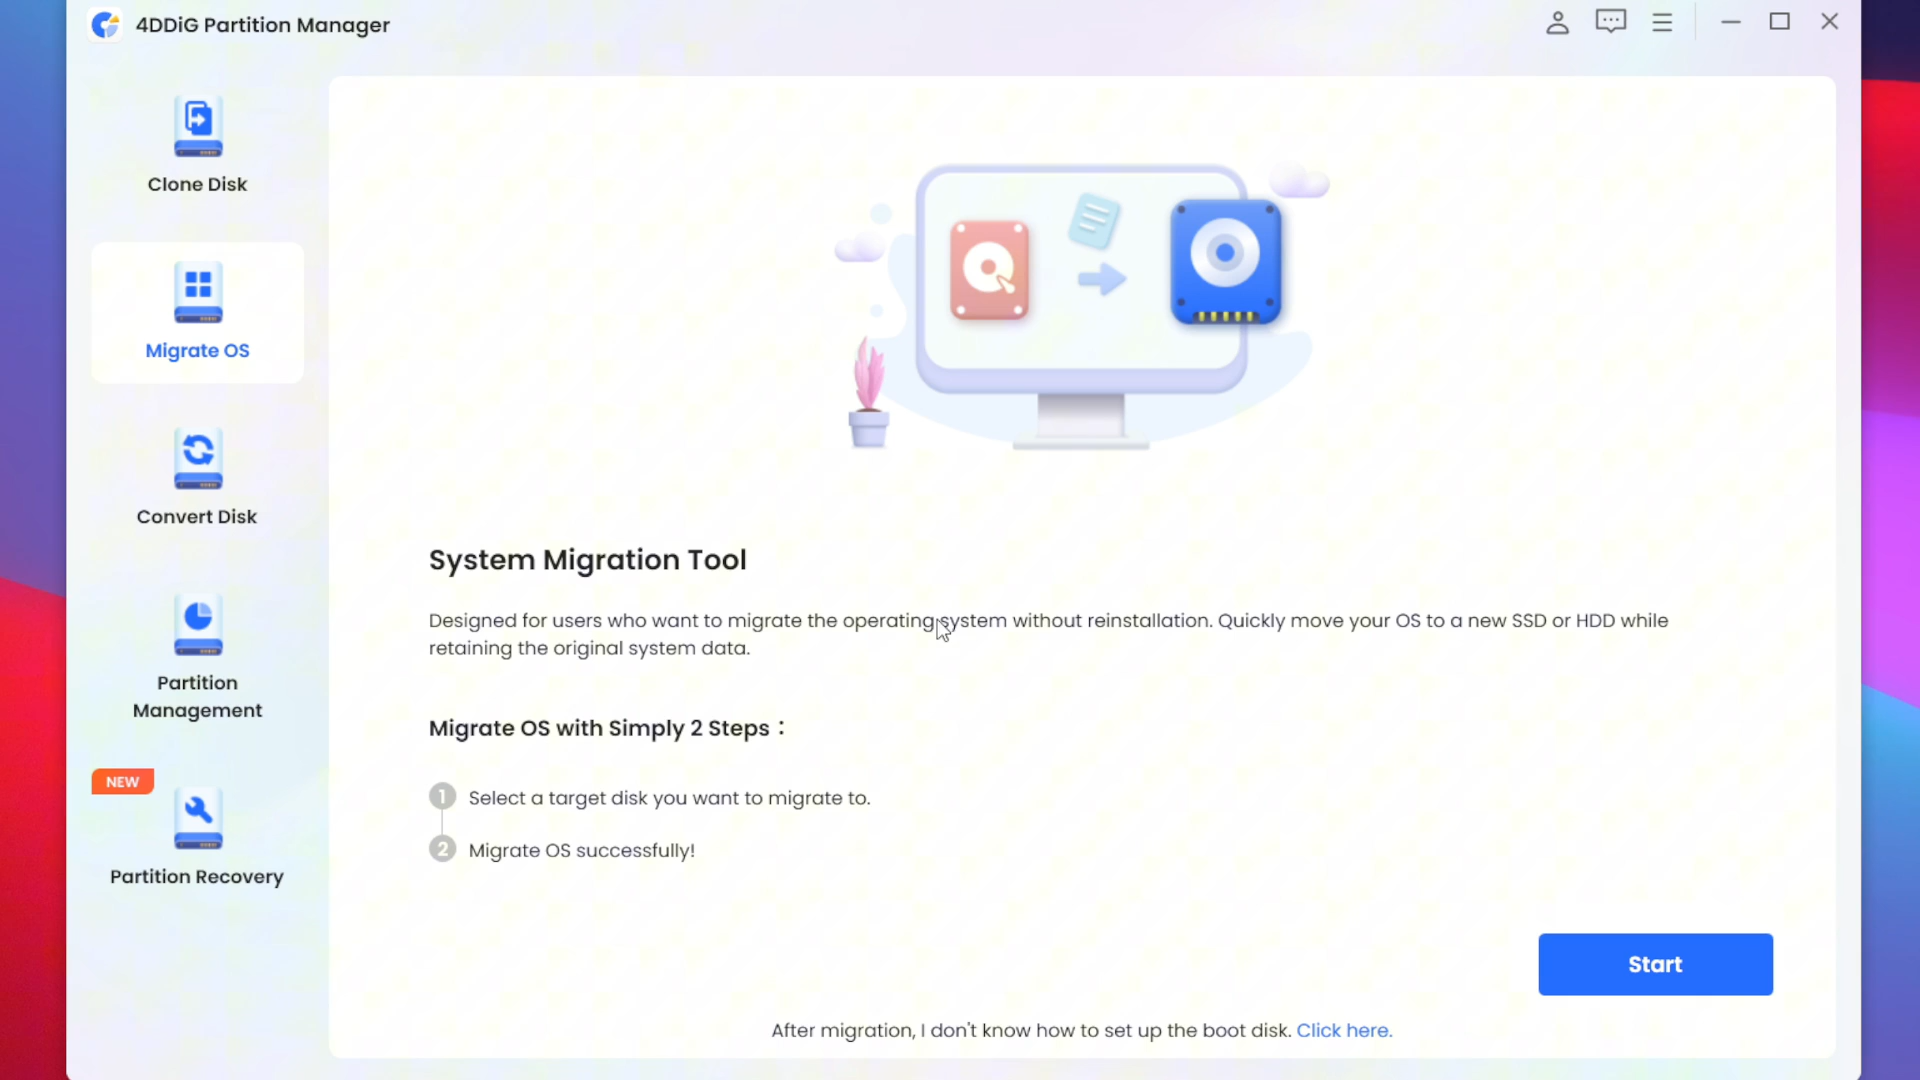 4DDiG Partition Manager
Clone Disk
Migrate OS
Convert Disk
Partition
Management
NEW
Partition Recovery
System Migration Tool
Designed for users who want to migrate the operating system without reinstallation. Quickly move your OS to a new SSD or HDD while
retaining the original system data.
Migrate OS with Simply 2 Steps：
1 Select a target disk you want to migrate to.
2 Migrate OS successfully!
Start
After migration, I don't know how to set up the boot disk. Click here.